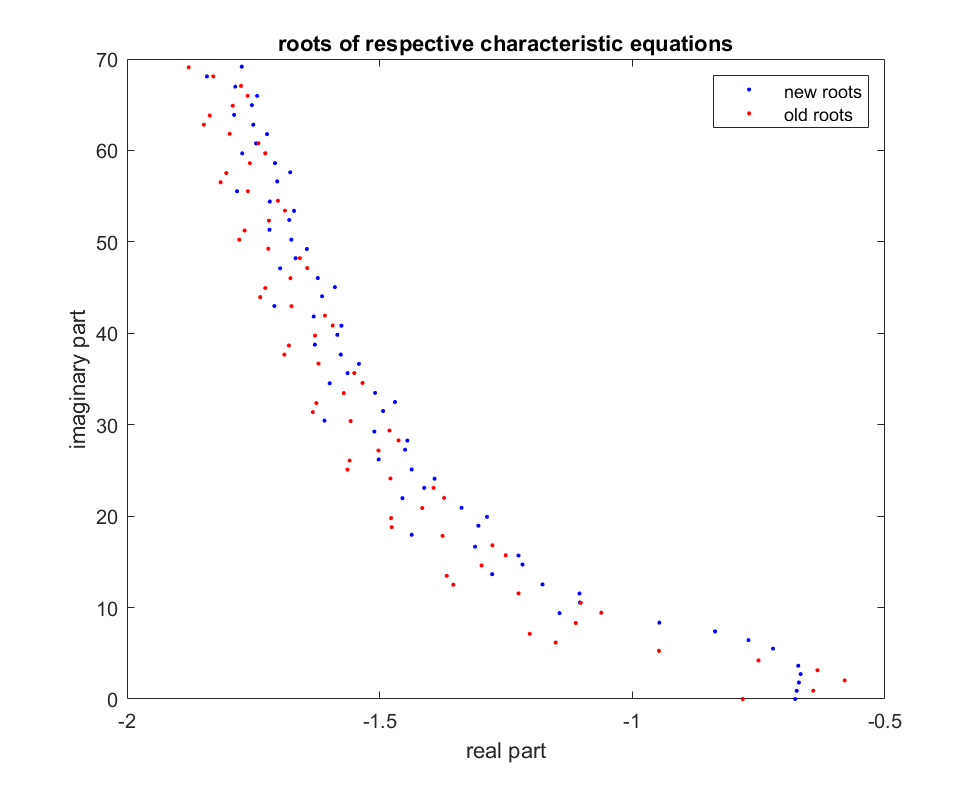 roots of respective characteristic equations
new roots
old roots
70
60
50
40
30
20
10
0
imaginary part
-2
-1.5
-1
-0.5
real part